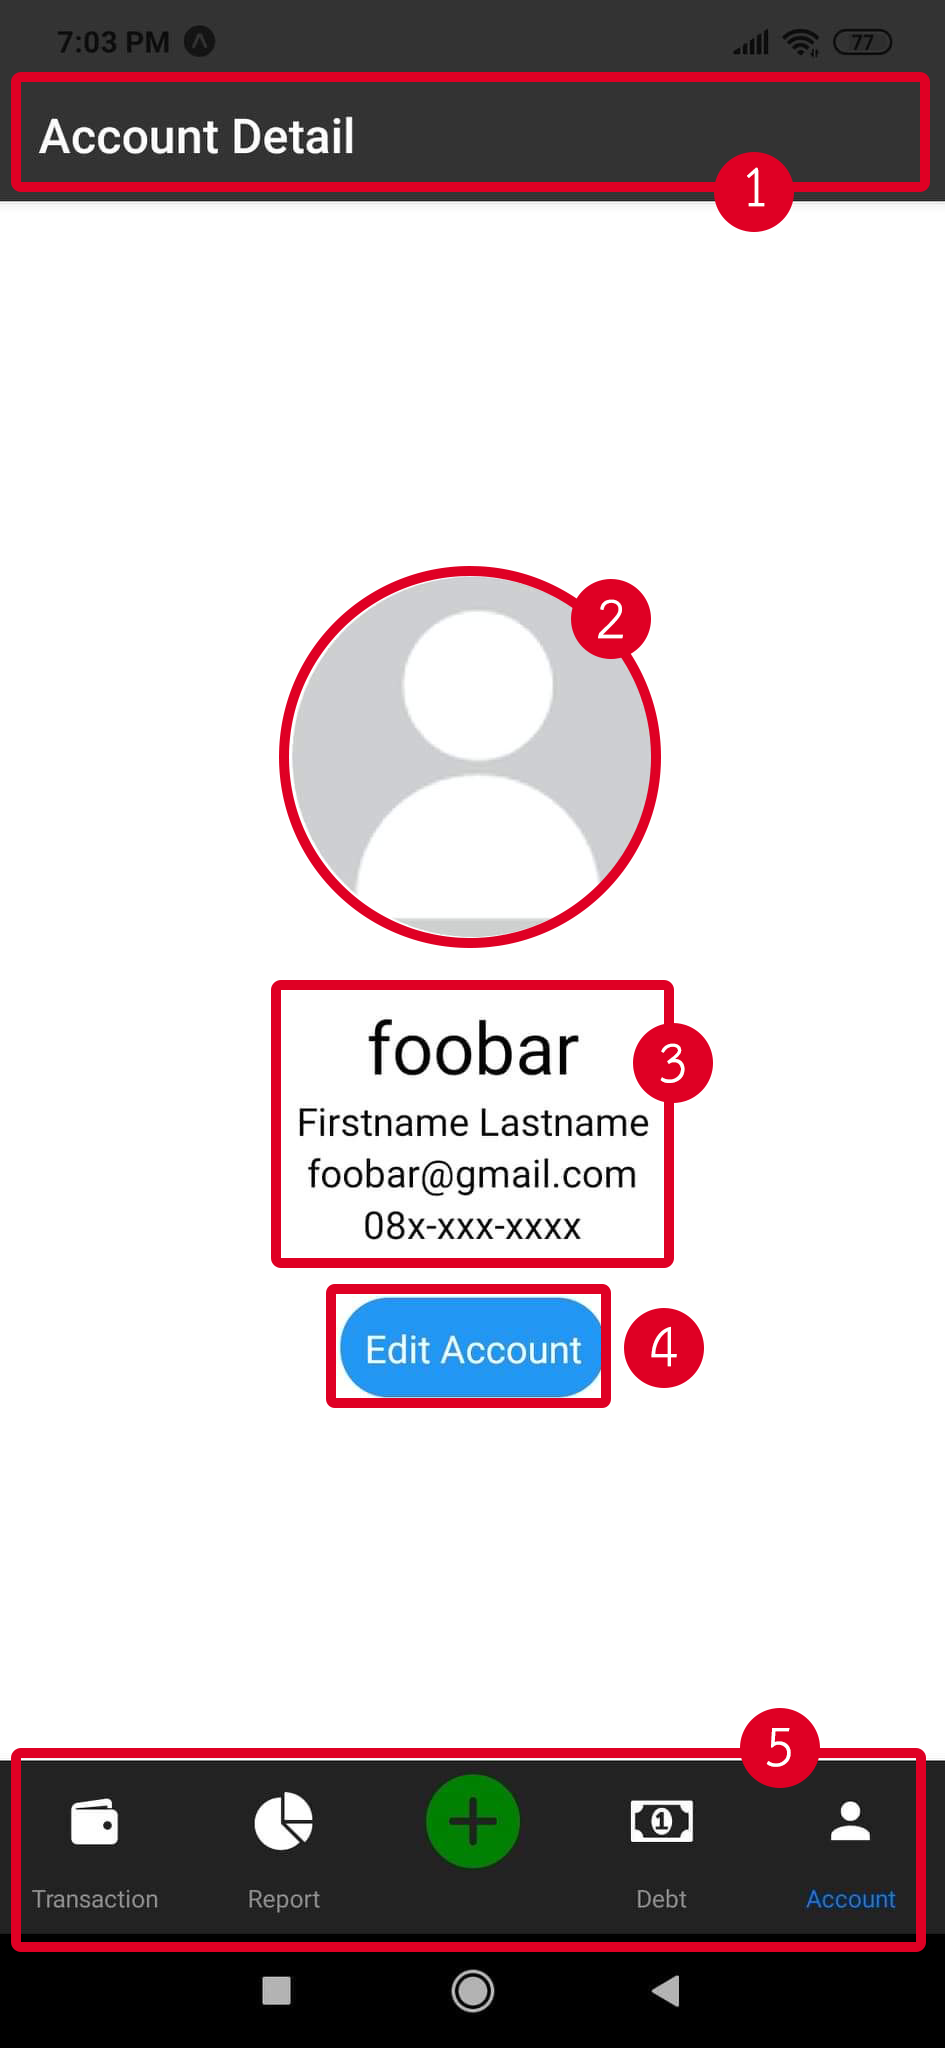 7:03 PM
77
Account Detail
1
2
foobar
3
Firstname Lastname
foobar@gmail.com
08x-xxx-xxxx
Edit Account
4
5
1
Transaction
Report
Debt
Account